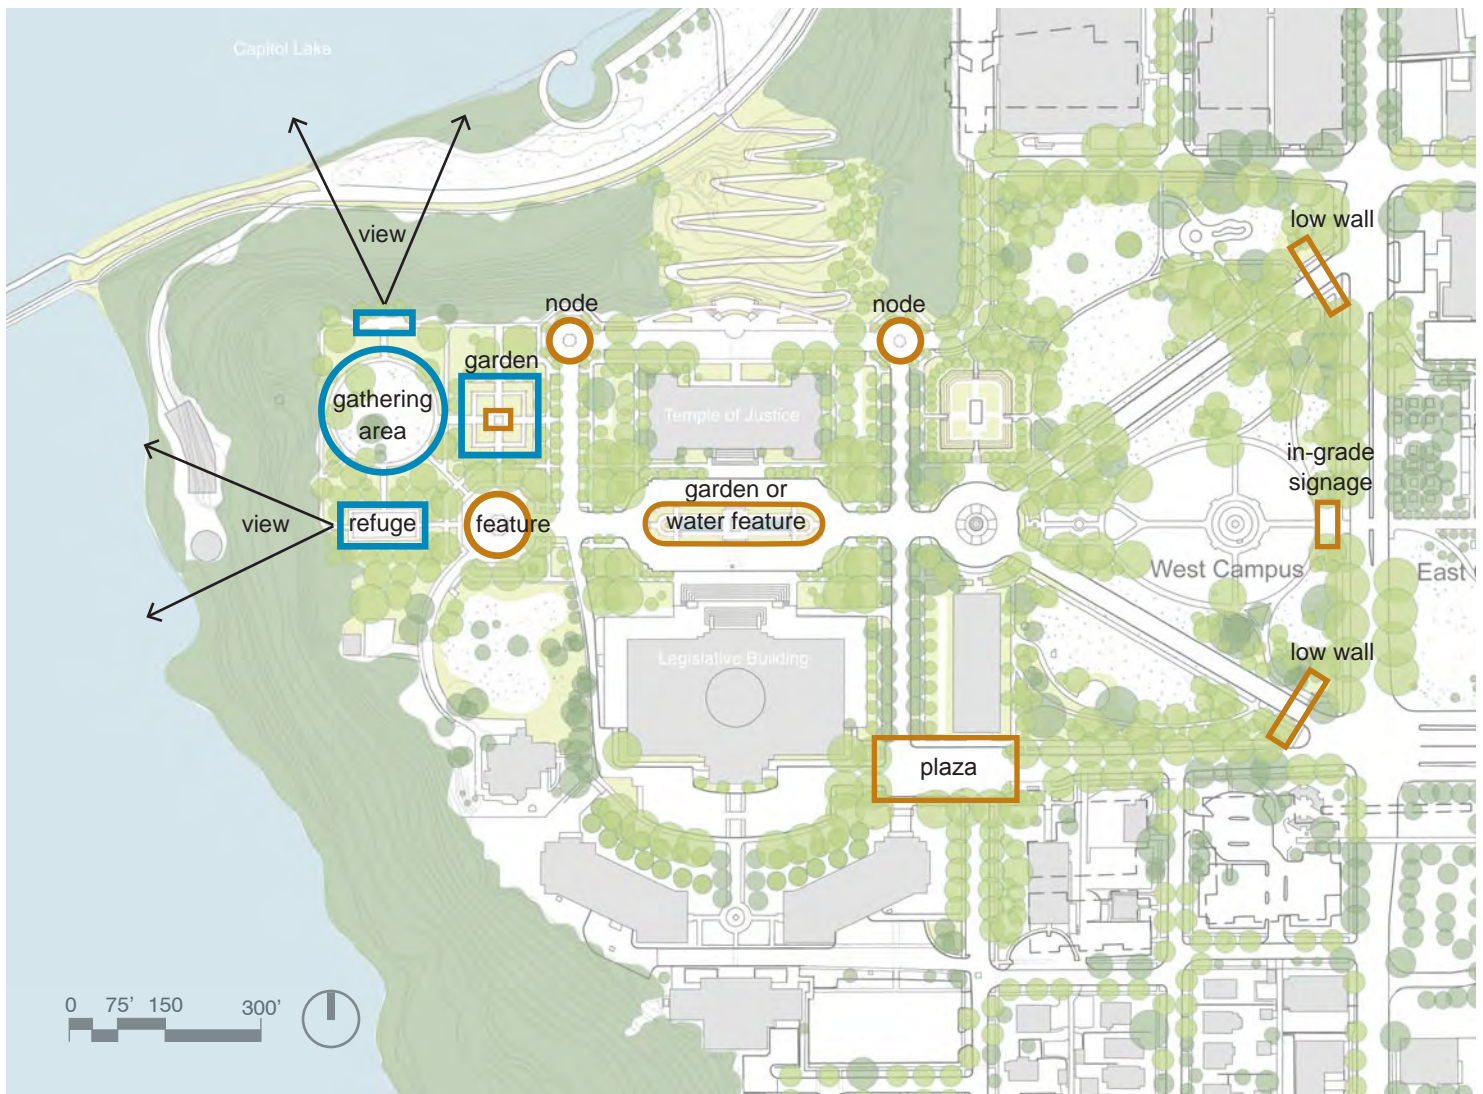 Capitol Lake
low wall
view
node
node
garden
gathering
area
Temple of Justice
in-grade
signage
garden or
water feature
view
refuge
feature
West Campus
East
low wall
Legislative Building
plaza
0 75' 150 300'